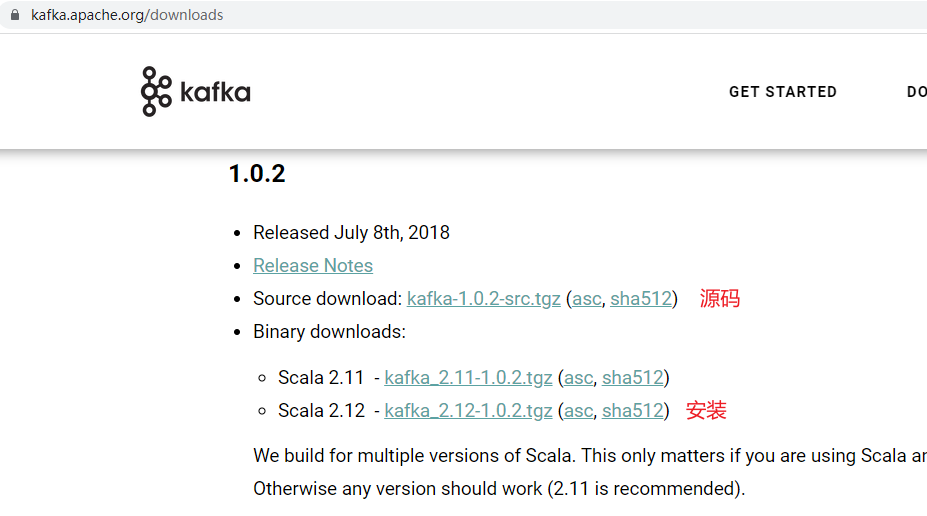 kafka.apache.org/downloads
kafka GET STARTED DO
1.0.2
Released July 8th, 2018
Release Notes
Source download: kafka-1.0.2-src.tgz (asc, sha512) 源码
Binary downloads:
Scala 2.11 - kafka_2.11-1.0.2.tgz (asc, sha512)
Scala 2.12 - kafka_2.12-1.0.2.tgz (asc, sha512) 安装
We build for multiple versions of Scala. This only matters if you are using Scala an
Otherwise any version should work (2.11 is recommended).